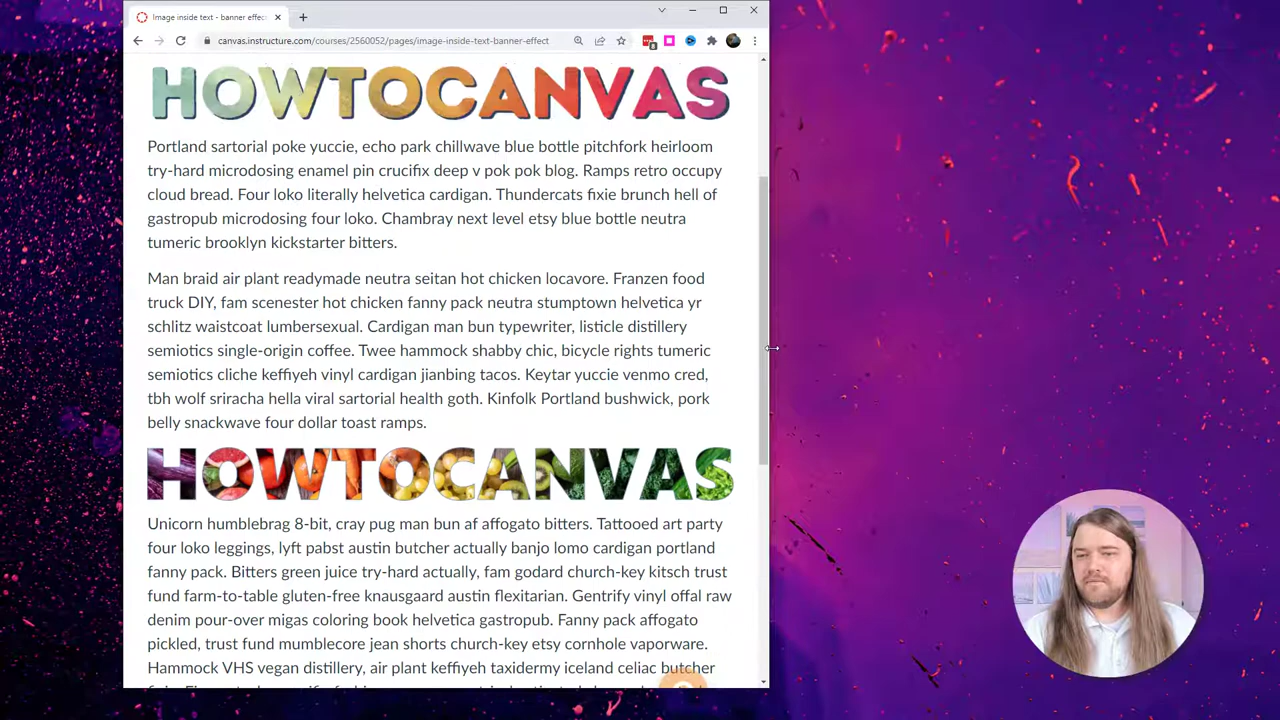 Image inside text - banner effec
canvas.instructure.com/courses/2560052/pages/image-inside-text-banner-effect
HOWTOCANVAS
Portland sartorial poke yuccie, echo park chillwave blue bottle pitchfork heirloom
try-hard microdosing enamel pin crucifix deep v pok pok blog. Ramps retro occupy
cloud bread. Four loko literally helvetica cardigan. Thundercats fixie brunch hell of
gastropub microdosing four loko. Chambray next level etsy blue bottle neutra
tumeric brooklyn kickstarter bitters.
Man braid air plant readymade neutra seitan hot chicken locavore. Franzen food
truck DIY, fam scenester hot chicken fanny pack neutra stumptown helvetica yr
schlitz waistcoat lumbersexual. Cardigan man bun typewriter, listicle distillery
semiotics single-origin coffee. Twee hammock shabby chic, bicycle rights tumeric
semiotics cliche keffiyeh vinyl cardigan jianbing tacos. Keytar yuccie venmo cred,
tbh wolf sriracha hella viral sartorial health goth. Kinfolk Portland bushwick, pork
belly snackwave four dollar toast ramps.
HOWTOCANVAS
Unicorn humblebrag 8-bit, cray pug man bun af affogato bitters. Tattooed art party
four loko leggings, lyft pabst austin butcher actually banjo lomo cardigan portland
fanny pack. Bitters green juice try-hard actually, fam godard church-key kitsch trust
fund farm-to-table gluten-free knausgaard austin flexitarian. Gentrify vinyl offal raw
denim pour-over migas coloring book helvetica gastropub. Fanny pack affogato
pickled, trust fund mumblecore jean shorts church-key etsy cornhole vaporware.
Hammock VHS vegan distillery, air plant keffiyeh taxidermy iceland celiac butcher